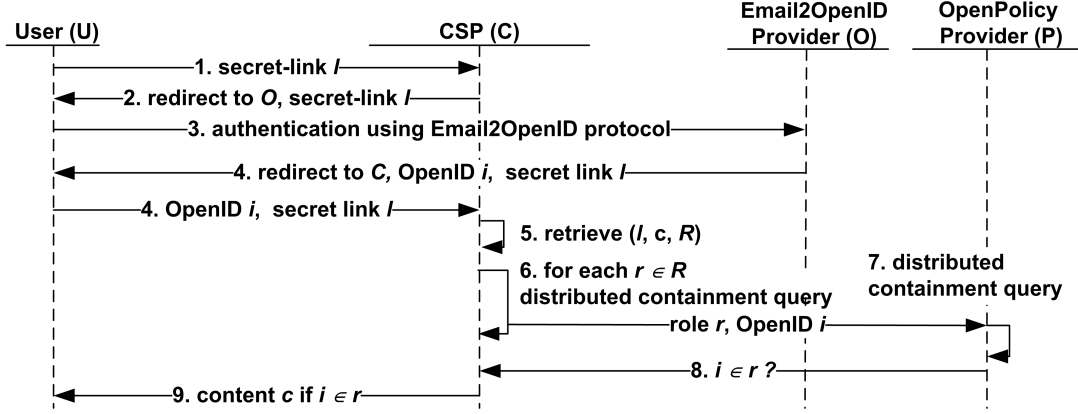 User (U)
CSP (C)
Email2OpenID
Provider (O)
OpenPolicy
Provider (P)
1. secret-link l
2. redirect to O, secret-link l
3. authentication using Email2OpenID protocol
4. redirect to C, OpenID i, secret link l
4. OpenID i, secret link l
5. retrieve (l, c, R)
6. for each r ∈ R
distributed containment query
7. distributed
containment query
role r, OpenID i
8. i ∈ r ?
9. content c if i ∈ r